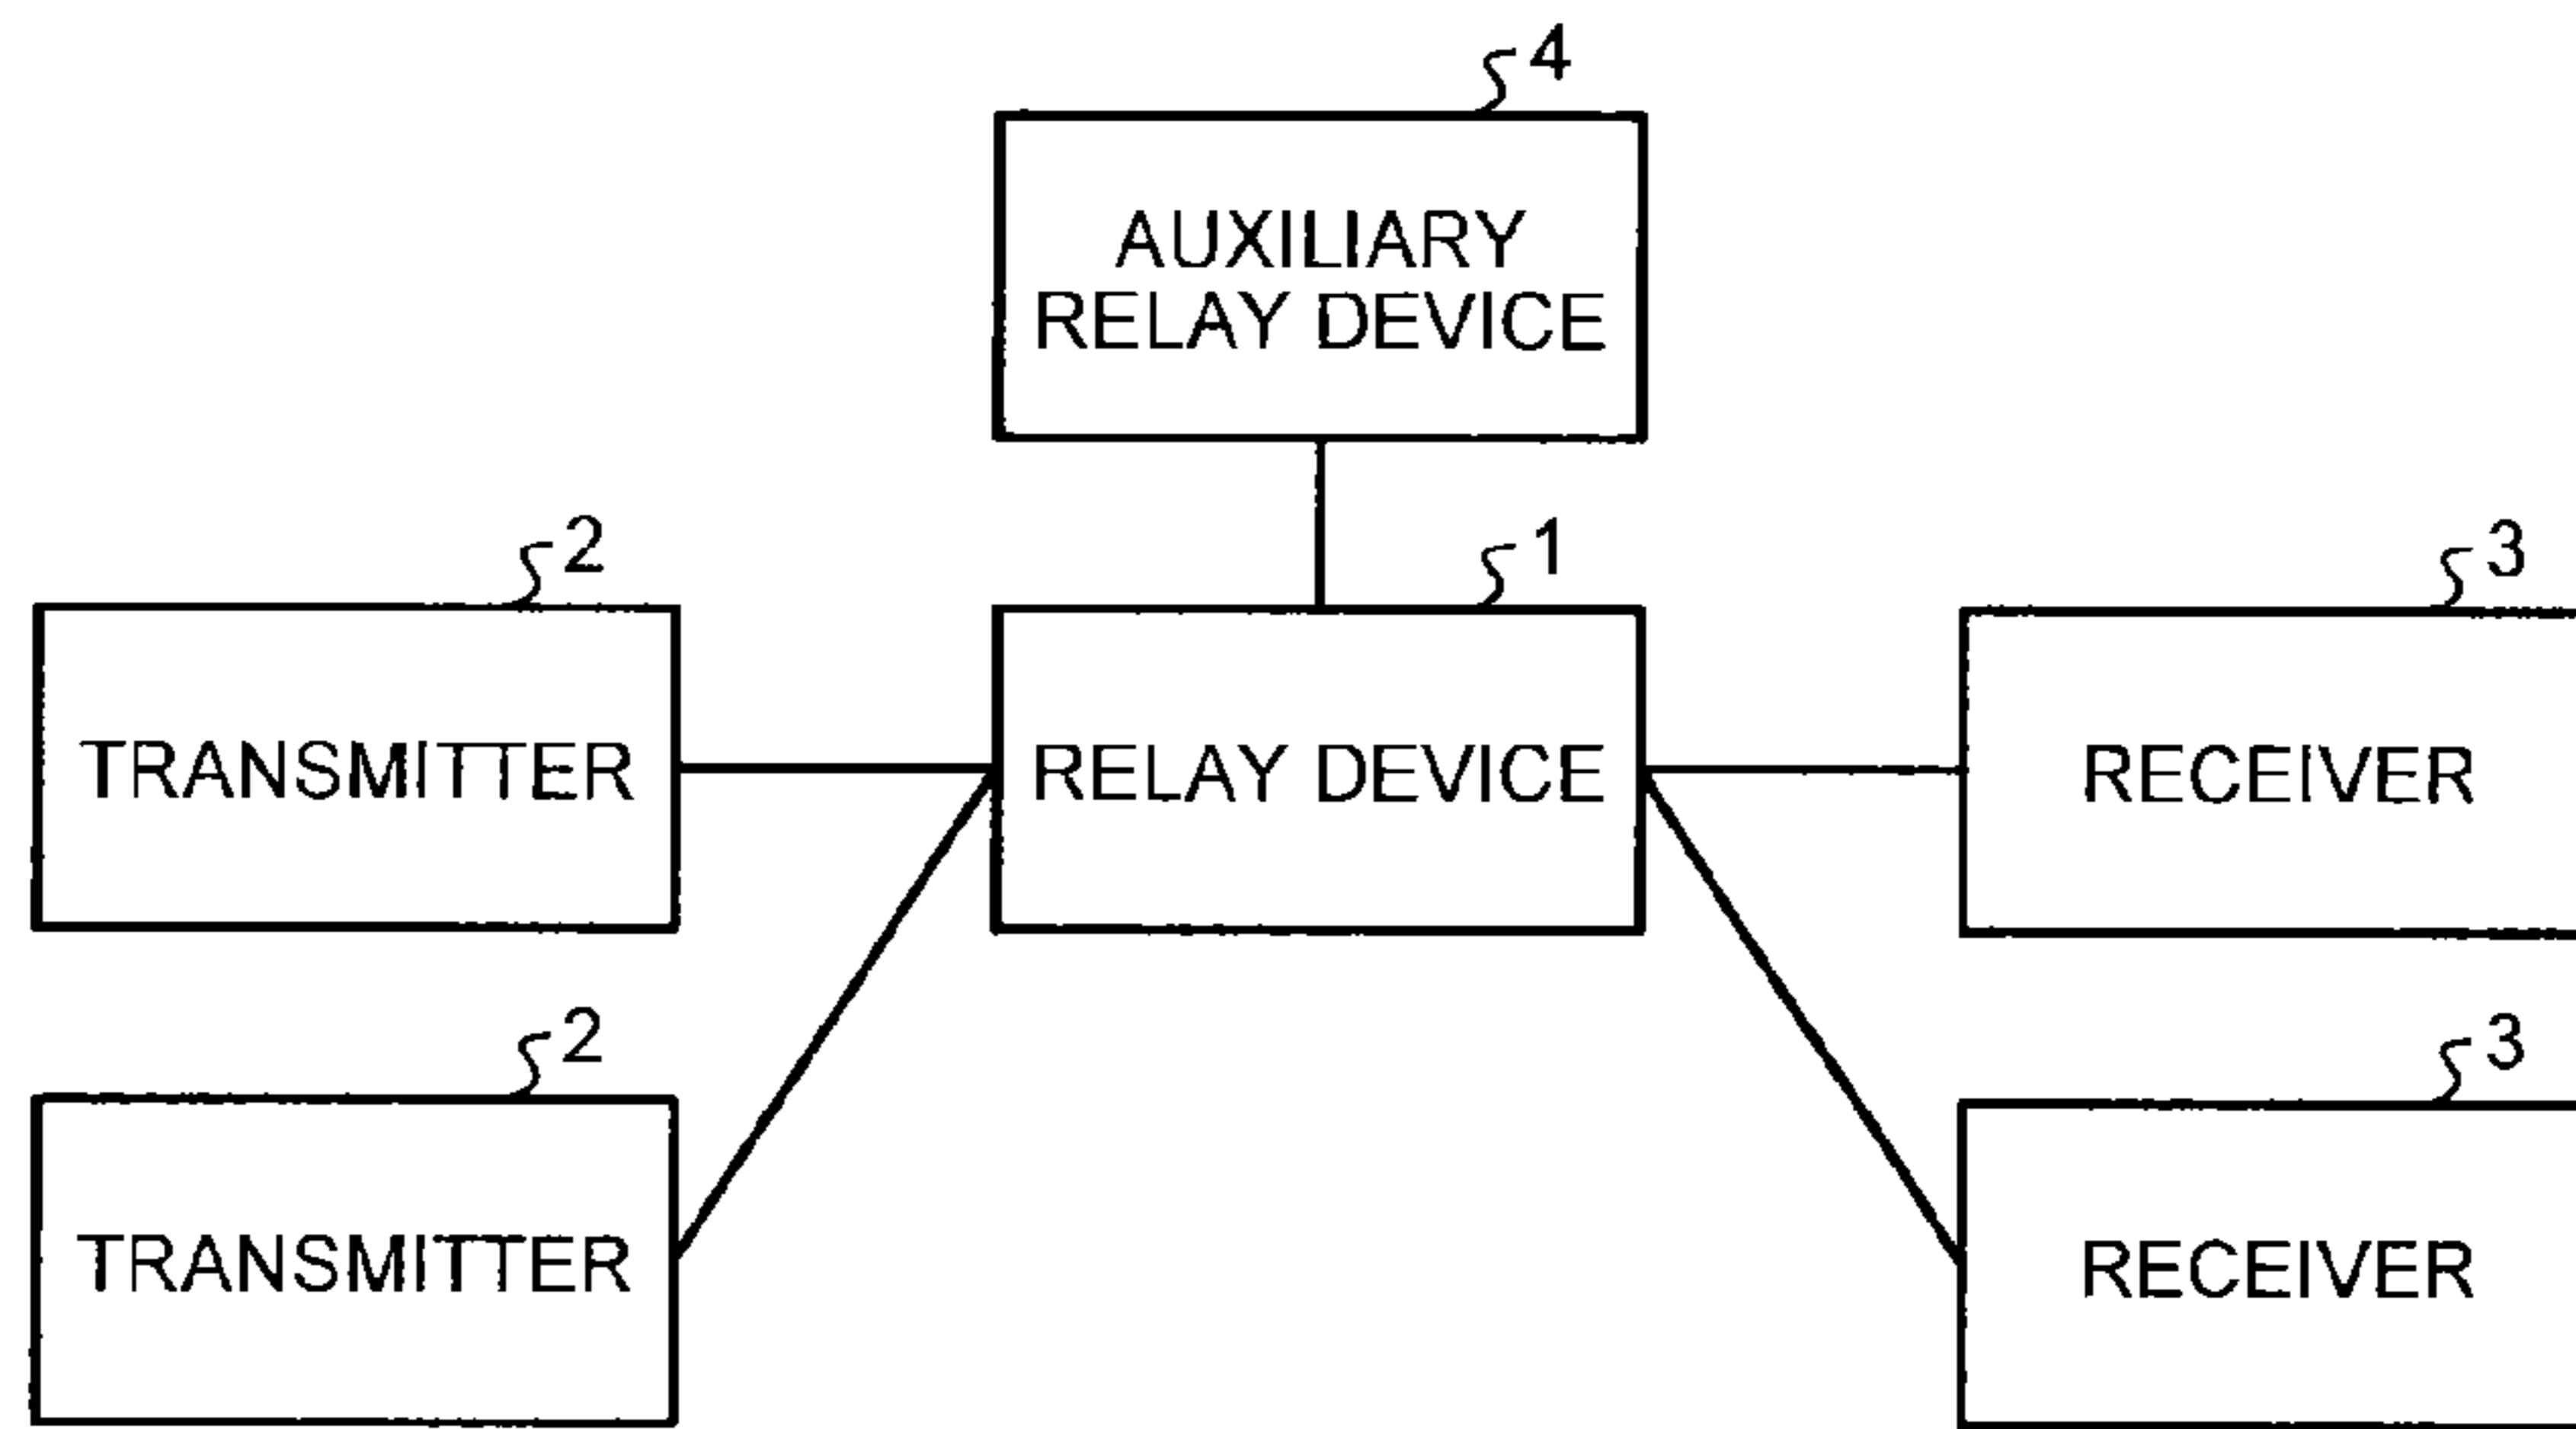 4
AUXILIARY
RELAY DEVICE
2
1
3
TRANSMITTER
RELAY DEVICE
RECEIVER
2
3
TRANSMITTER
RECEIVER